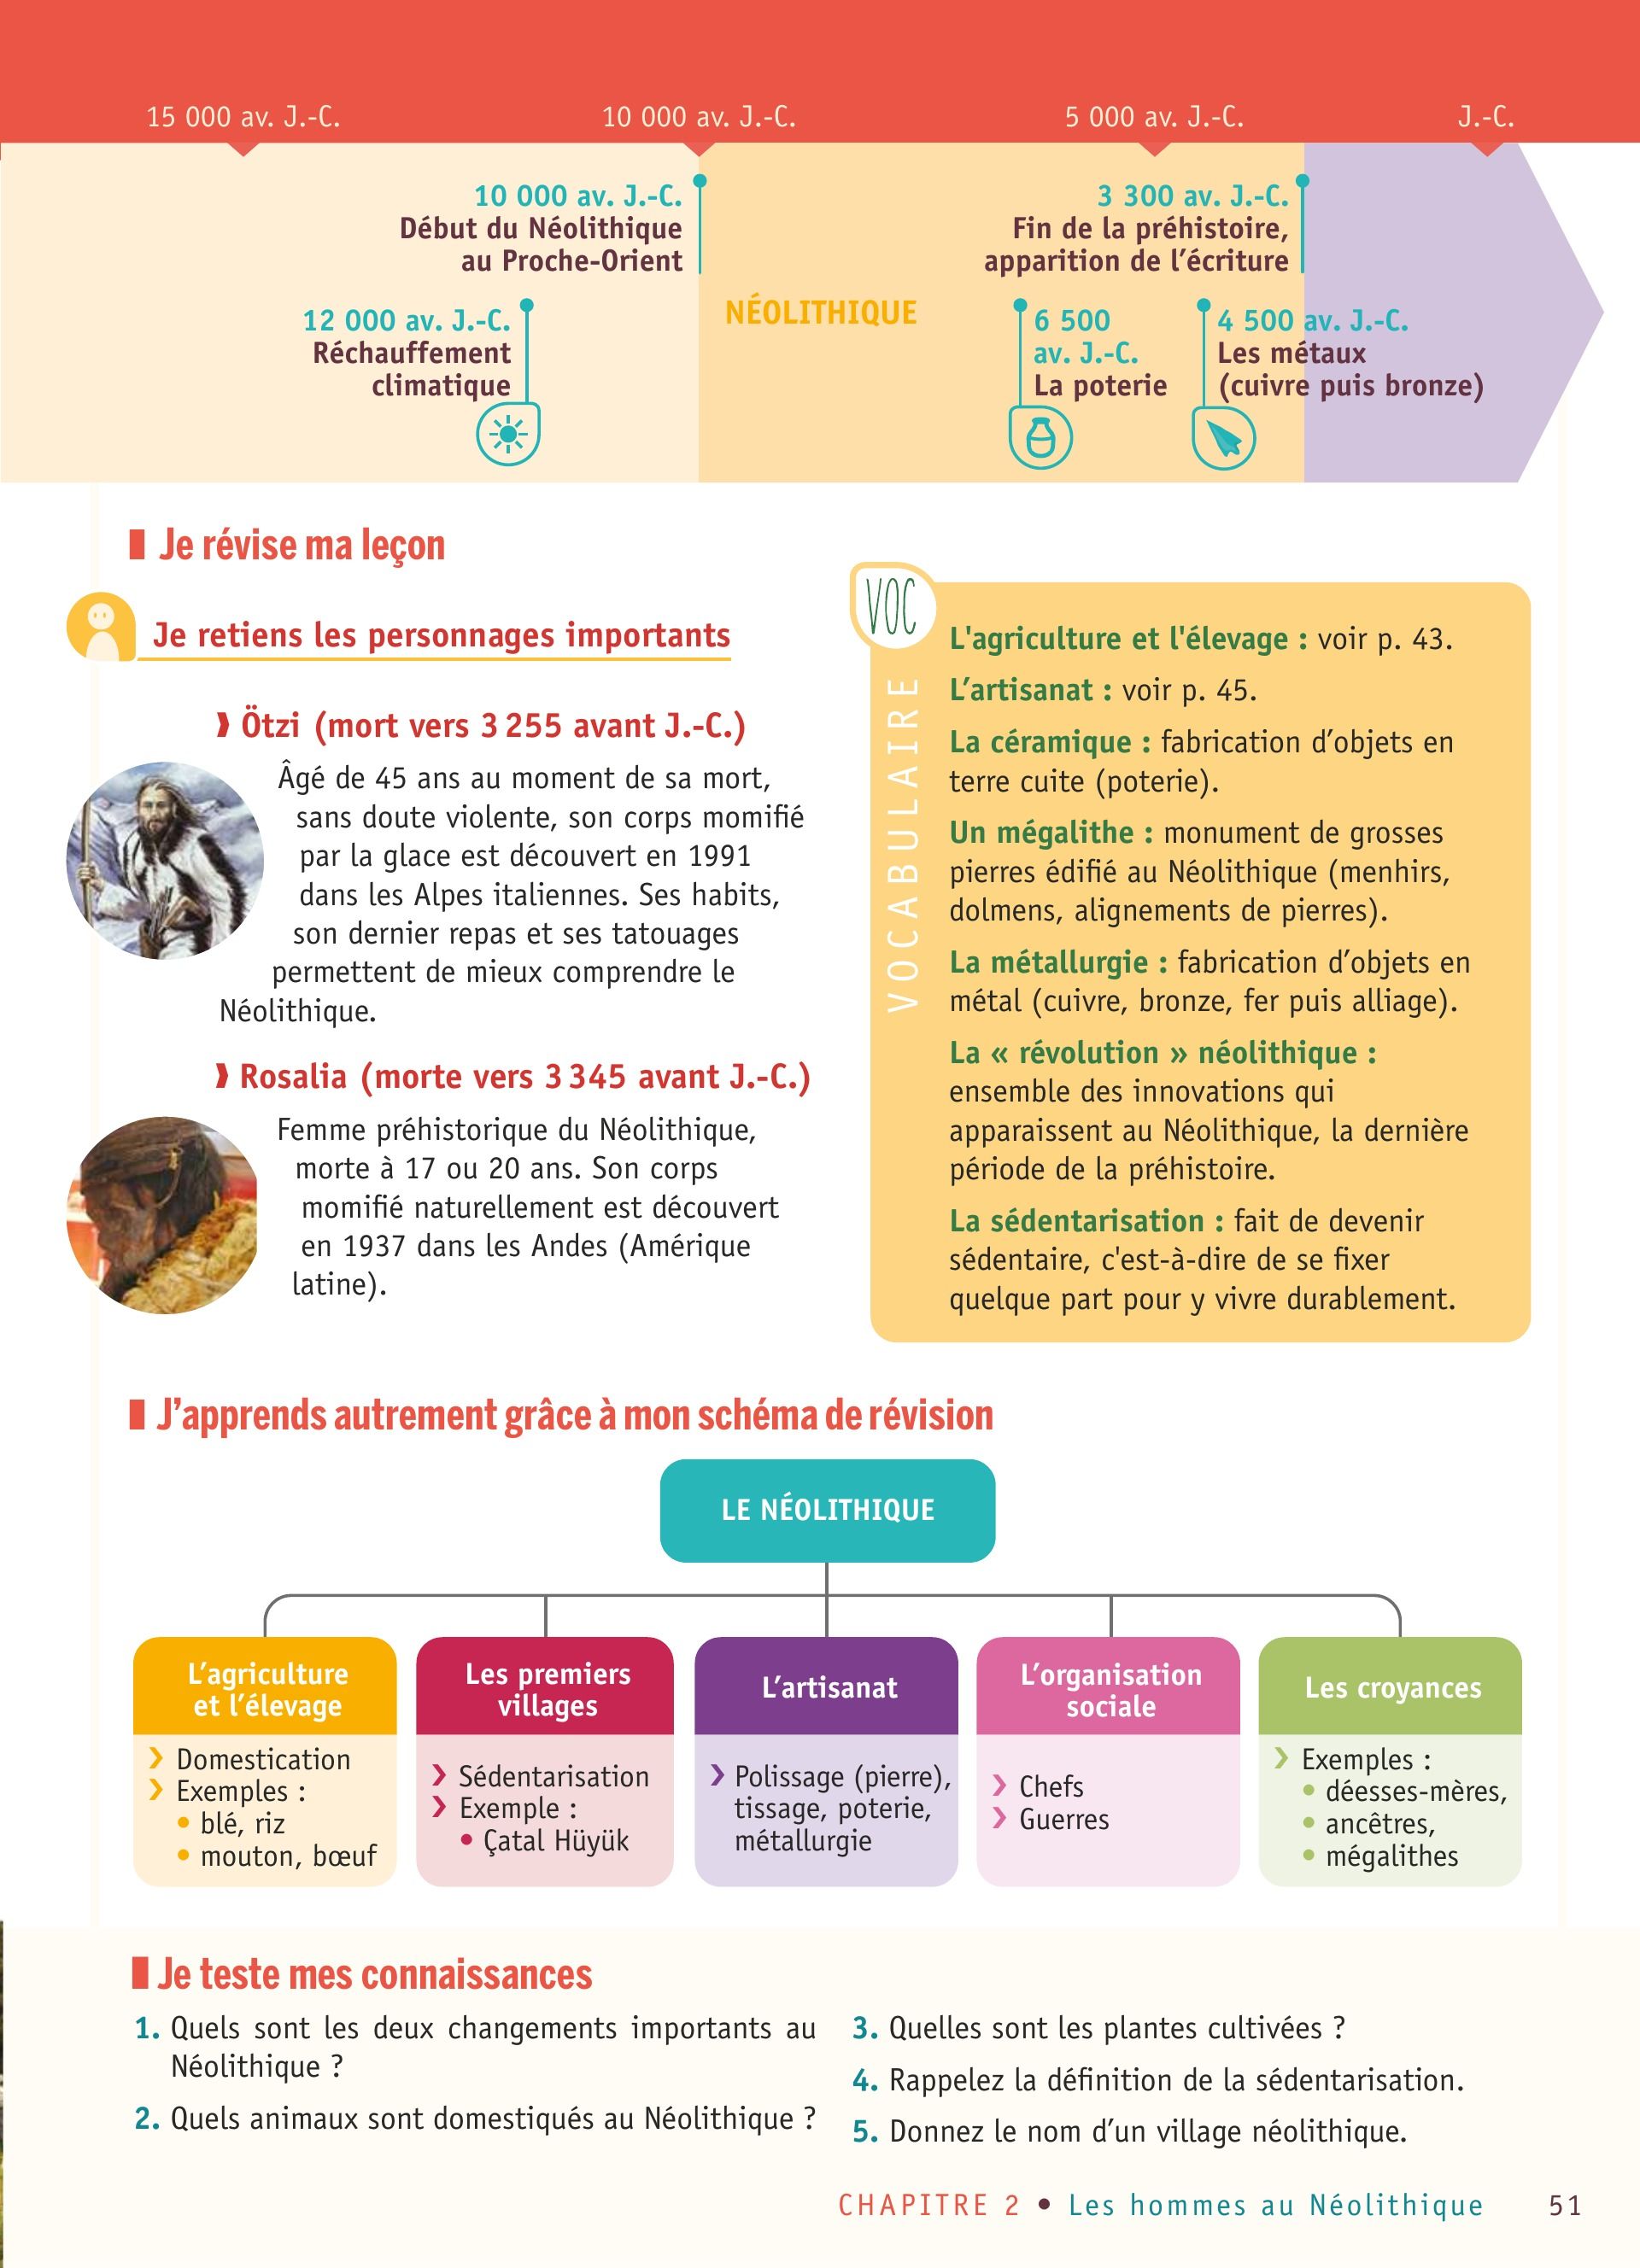 15 000 av. J.-C.
10 000 av. J.-C.
5 000 av. J.-C.
J.-C.
10 000 av. J.-C.
Début du Néolithique
au Proche-Orient
3 300 av. J.-C.
Fin de la préhistoire,
apparition de l’écriture
12 000 av. J.-C.
Réchauffement
climatique
NÉOLITHIQUE
6 500
av. J.-C.
La poterie
4 500 av. J.-C.
Les métaux
(cuivre puis bronze)
Je révise ma leçon
Je retiens les personnages importants
Ötzi (mort vers 3 255 avant J.-C.)
Âgé de 45 ans au moment de sa mort,
sans doute violente, son corps momifié
par la glace est découvert en 1991
dans les Alpes italiennes. Ses habits,
son dernier repas et ses tatouages
permettent de mieux comprendre le
Néolithique.
Rosalia (morte vers 3 345 avant J.-C.)
Femme préhistorique du Néolithique,
morte à 17 ou 20 ans. Son corps
momifié naturellement est découvert
en 1937 dans les Andes (Amérique
latine).
VOC
VOCABULAIRE
L'agriculture et l'élevage : voir p. 43.
L’artisanat : voir p. 45.
La céramique : fabrication d’objets en
terre cuite (poterie).
Un mégalithe : monument de grosses
pierres édifié au Néolithique (menhirs,
dolmens, alignements de pierres).
La métallurgie : fabrication d’objets en
métal (cuivre, bronze, fer puis alliage).
La « révolution » néolithique :
ensemble des innovations qui
apparaissent au Néolithique, la dernière
période de la préhistoire.
La sédentarisation : fait de devenir
sédentaire, c'est-à-dire de se fixer
quelque part pour y vivre durablement.
J’apprends autrement grâce à mon schéma de révision
LE NÉOLITHIQUE
L’agriculture
et l’élevage
Domestication
Exemples :
• blé, riz
• mouton, bœuf
Les premiers
villages
Sédentarisation
Exemple :
• Çatal Hüyük
L’artisanat
Polissage (pierre),
tissage, poterie,
métallurgie
L’organisation
sociale
Chefs
Guerres
Les croyances
Exemples :
• déesses-mères,
• ancêtres,
• mégalithes
Je teste mes connaissances
1. Quels sont les deux changements importants au
Néolithique ?
2. Quels animaux sont domestiqués au Néolithique ?
3. Quelles sont les plantes cultivées ?
4. Rappelez la définition de la sédentarisation.
5. Donnez le nom d’un village néolithique.
CHAPITRE 2 • Les hommes au Néolithique 51